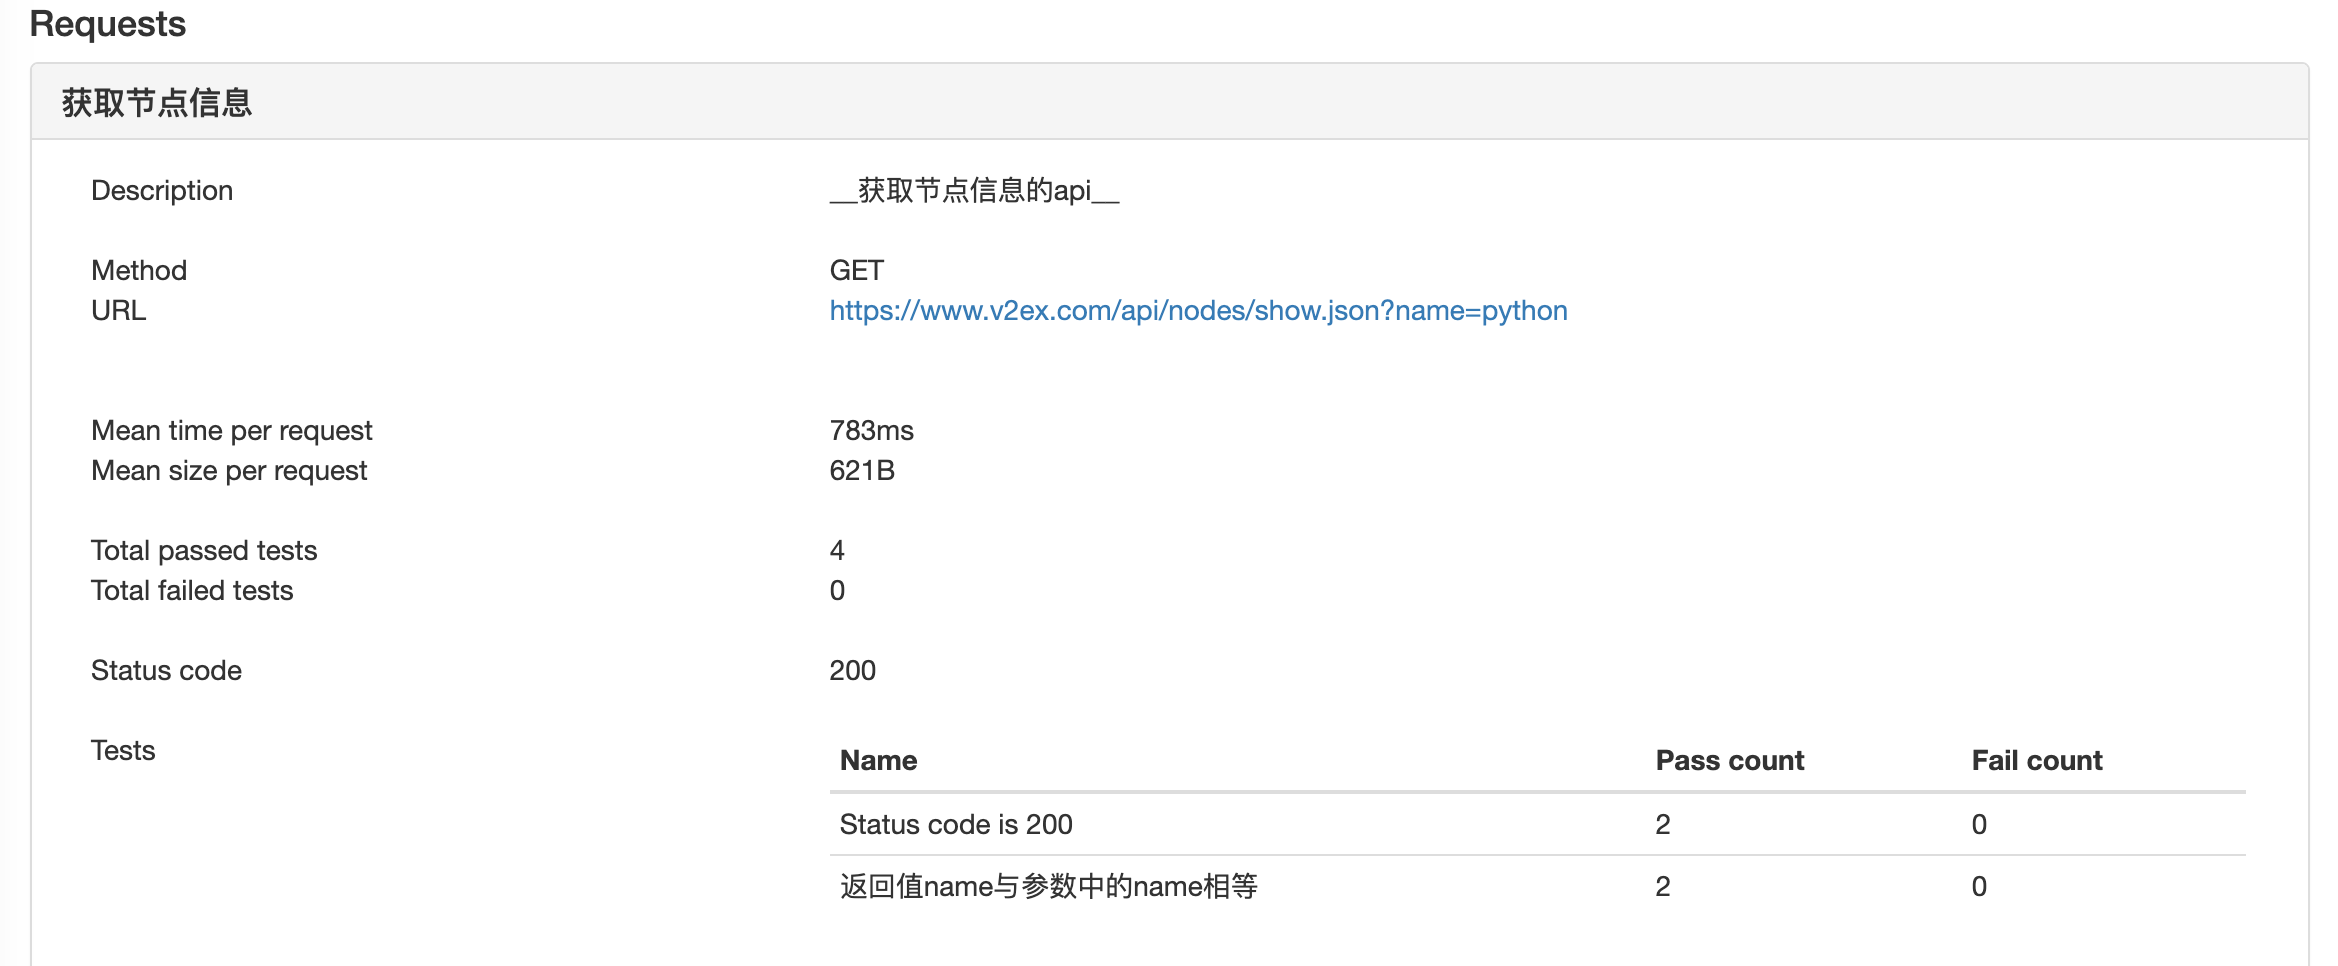 Requests
获取节点信息
Description __获取节点信息的api__
Method GET
URL https://www.v2ex.com/api/nodes/show.json?name=python
Mean time per request 783ms
Mean size per request 621B
Total passed tests 4
Total failed tests 0
Status code 200
Tests
Name Pass count Fail count
Status code is 200 2 0
返回值name与参数中的name相等 2 0